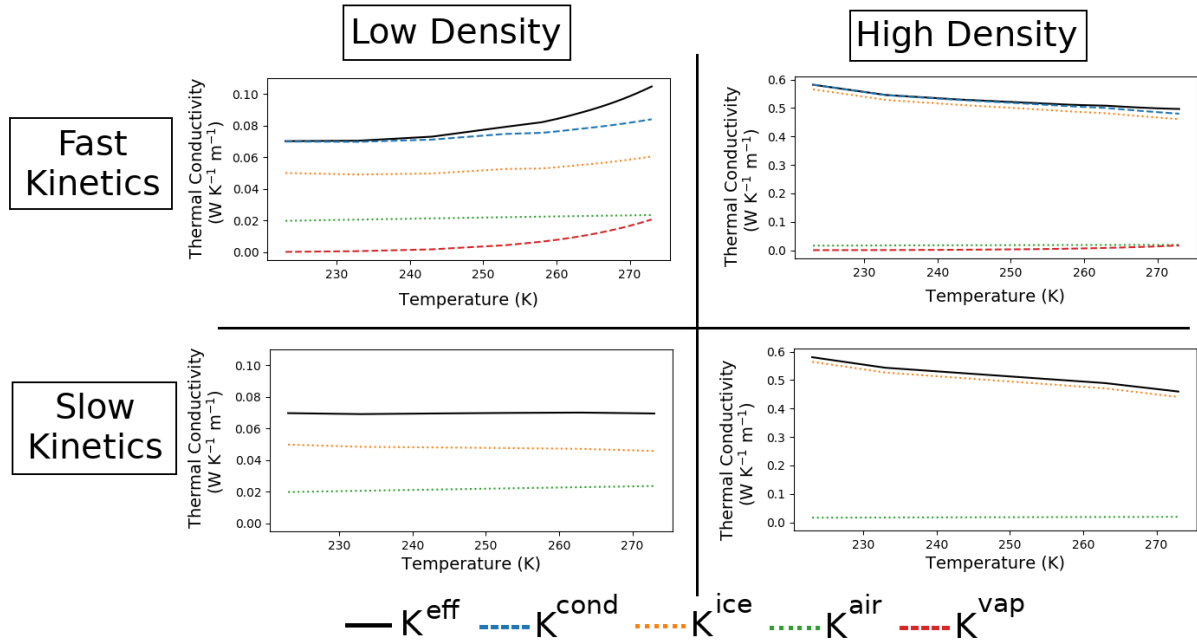 Low Density
High Density
Fast
Kinetics
Slow
Kinetics
Thermal Conductivity
(W K⁻¹ m⁻¹)
0.10
0.08
0.06
0.04
0.02
0.00
230 240 250 260 270
Temperature (K)
Thermal Conductivity
(W K⁻¹ m⁻¹)
0.6
0.5
0.4
0.3
0.2
0.1
0.0
230 240 250 260 270
Temperature (K)
Thermal Conductivity
(W K⁻¹ m⁻¹)
0.10
0.08
0.06
0.04
0.02
0.00
230 240 250 260 270
Temperature (K)
Thermal Conductivity
(W K⁻¹ m⁻¹)
0.6
0.5
0.4
0.3
0.2
0.1
0.0
230 240 250 260 270
Temperature (K)
K^eff K^cond K^ice K^air K^vap